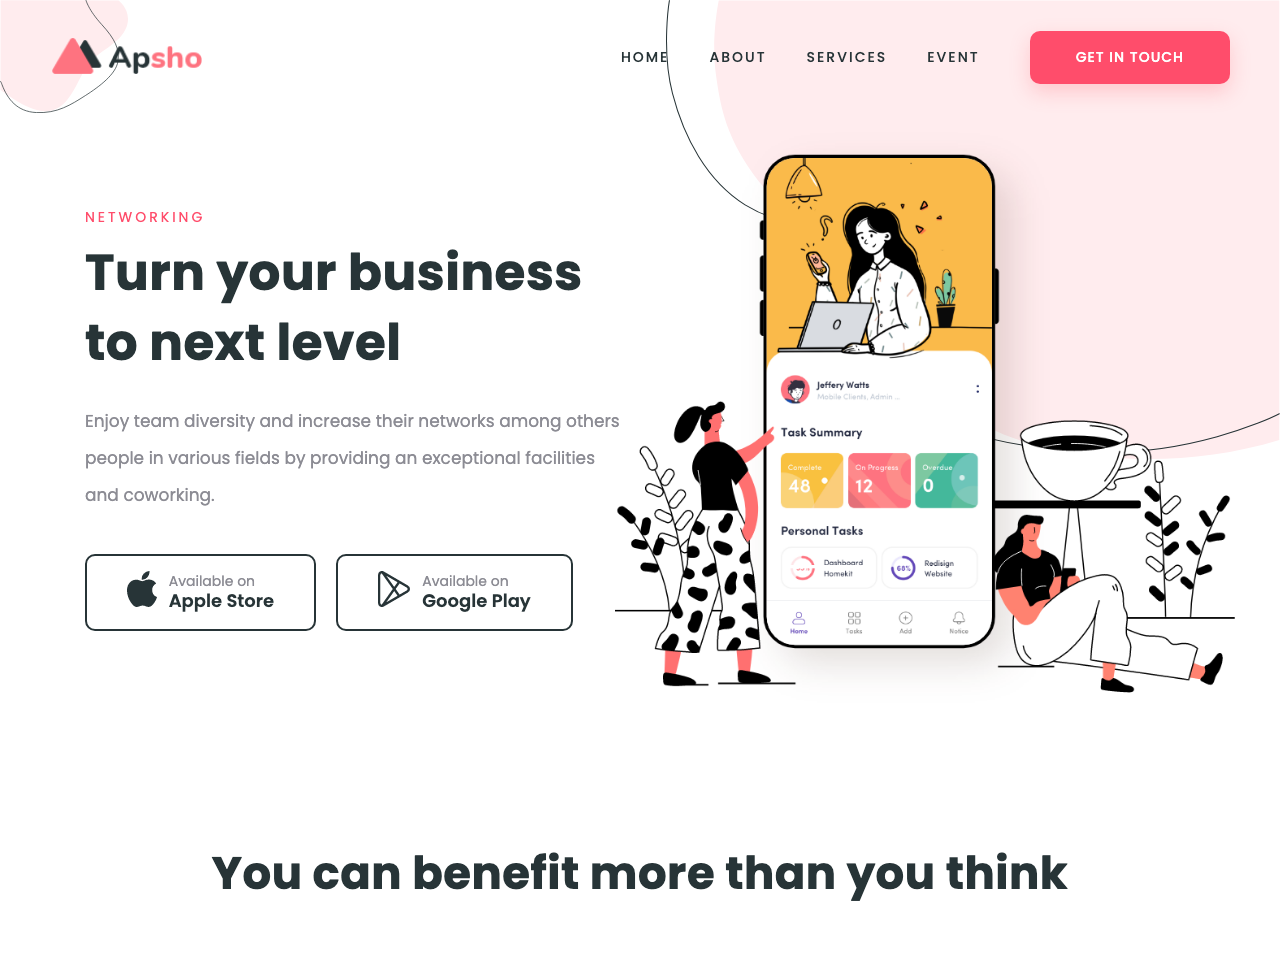 Apsho
HOME ABOUT SERVICES EVENT GET IN TOUCH
NETWORKING
Turn your business
to next level
Enjoy team diversity and increase their networks among others
people in various fields by providing an exceptional facilities
and coworking.
Available on
Apple Store
Available on
Google Play
Jeffery Watts
Mobile Clients, Admin ...
Task Summary
Complete
48
On Progress
12
Overdue
0
Personal Tasks
Dashboard
Homekit
68%
Redisign
Website
Home Tasks Add Notice
You can benefit more than you think